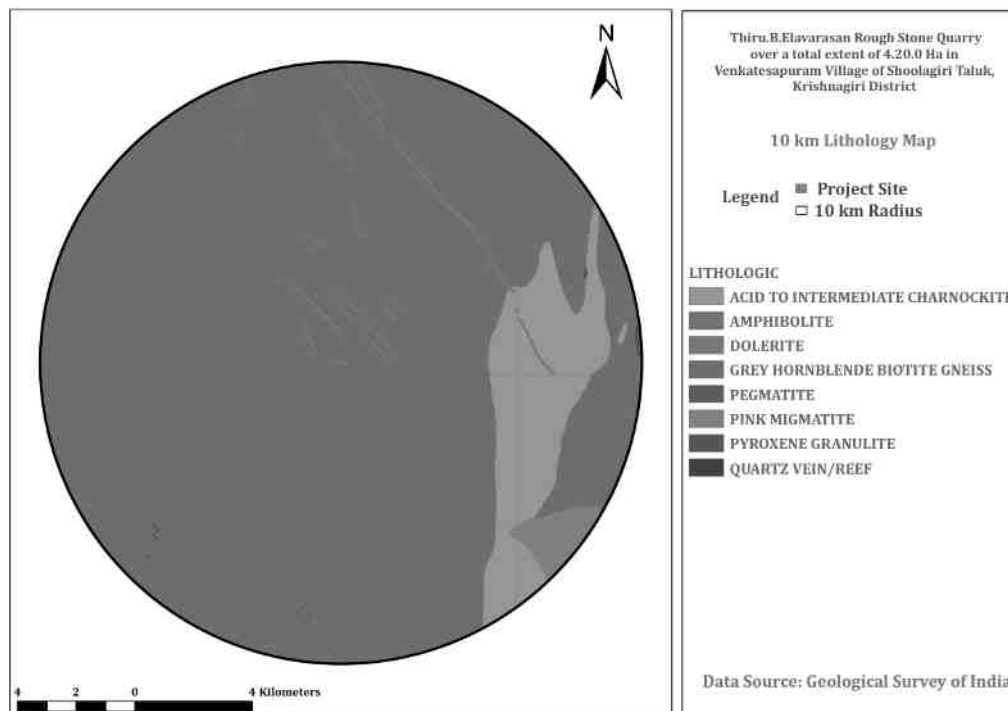 N
4 2 0 4 Kilometers
Thiru.B.Elavarasan Rough Stone Quarry
over a total extent of 4.20.0 Ha in
Venkatesapuram Village of Shoolagiri Taluk,
Krishnagiri District
10 km Lithology Map
Legend
Project Site
10 km Radius
LITHOLOGIC
ACID TO INTERMEDIATE CHARNOCKITE
AMPHIBOLITE
DOLERITE
GREY HORNBLENDE BIOTITE GNEISS
PEGMATITE
PINK MIGMATITE
PYROXENE GRANULITE
QUARTZ VEIN/REEF
Data Source: Geological Survey of India